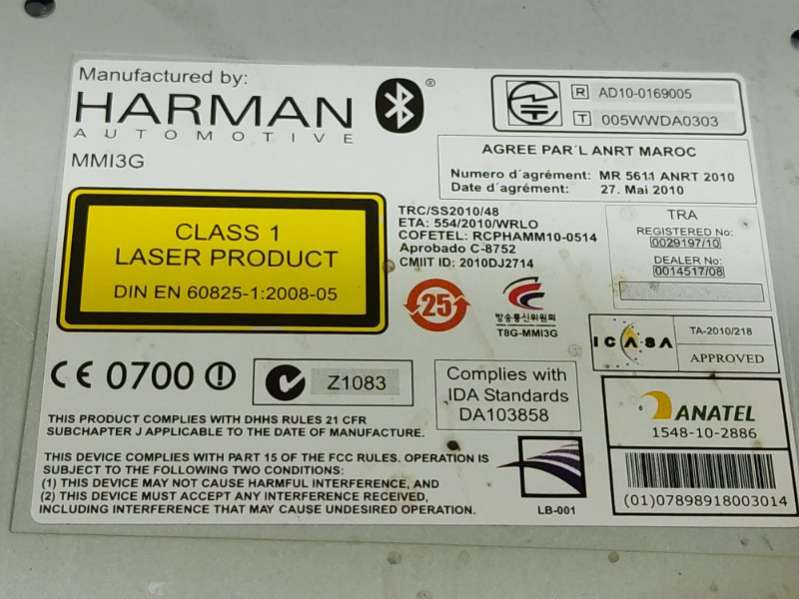 Manufactured by:
HARMAN
AUTOMOTIVE
MMI3G
®
R AD10-0169005
T 005WWDA0303
AGREE PAR´L ANRT MAROC
Numero d´agrément: MR 5611 ANRT 2010
Date d´agrément: 27. Mai 2010
CLASS 1
LASER PRODUCT
DIN EN 60825-1:2008-05
TRC/SS2010/48
ETA: 554/2010/WRLO
COFETEL: RCPHAMM10-0514
Aprobado C-8752
CMIIT ID: 2010DJ2714
TRA
REGISTERED No:
0029197/10
DEALER No:
0014517/08
25
방송통신위원회
T8G-MMI3G
ICASA
TA-2010/218
APPROVED
CE 0700
Z1083
Complies with
IDA Standards
DA103858
ANATEL
1548-10-2886
(01)07898918003014
THIS PRODUCT COMPLIES WITH DHHS RULES 21 CFR
SUBCHAPTER J APPLICABLE TO THE DATE OF MANUFACTURE.
THIS DEVICE COMPLIES WITH PART 15 OF THE FCC RULES. OPERATION IS
SUBJECT TO THE FOLLOWING TWO CONDITIONS:
(1) THIS DEVICE MAY NOT CAUSE HARMFUL INTERFERENCE, AND
(2) THIS DEVICE MUST ACCEPT ANY INTERFERENCE RECEIVED,
INCLUDING INTERFERENCE THAT MAY CAUSE UNDESIRED OPERATION.
LB-001